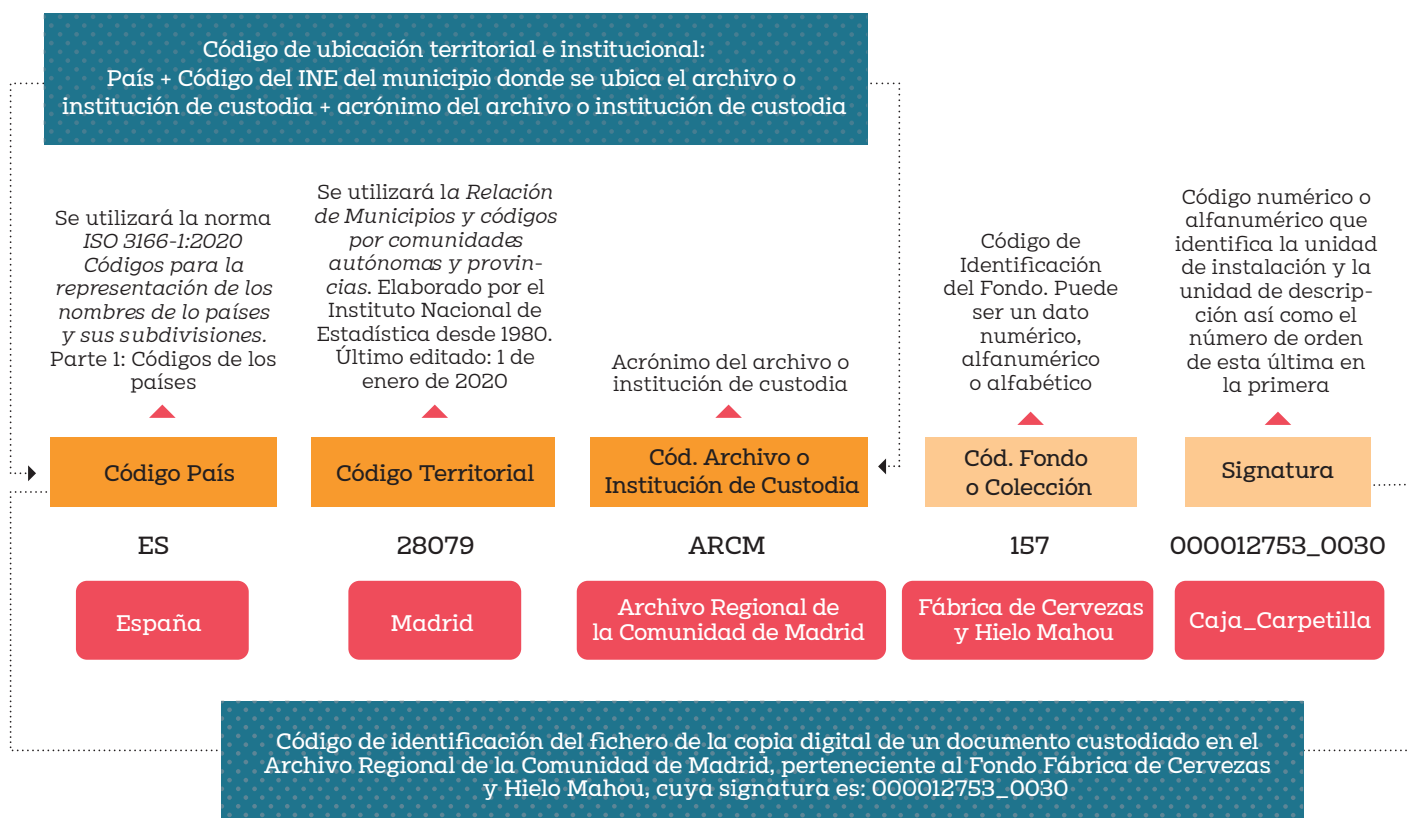 Código de ubicación territorial e institucional:
País + Código del INE del municipio donde se ubica el archivo o
institución de custodia + acrónimo del archivo o institución de custodia
Se utilizará la norma
ISO 3166-1:2020
Códigos para la
representación de los
nombres de lo países
y sus subdivisiones.
Parte 1: Códigos de los
países
Se utilizará la Relación
de Municipios y códigos
por comunidades
autónomas y provin-
cias. Elaborado por el
Instituto Nacional de
Estadística desde 1980.
Último editado: 1 de
enero de 2020
Acrónimo del archivo o
institución de custodia
Código de
Identificación
del Fondo. Puede
ser un dato
numérico,
alfanumérico
o alfabético
Código numérico o
alfanumérico que
identifica la unidad
de instalación y la
unidad de descrip-
ción así como el
número de orden
de esta última en
la primera
Código País
Código Territorial
Cód. Archivo o
Institución de Custodia
Cód. Fondo
o Colección
Signatura
ES
28079
ARCM
157
000012753_0030
España
Madrid
Archivo Regional de
la Comunidad de Madrid
Fábrica de Cervezas
y Hielo Mahou
Caja_Carpetilla
Código de identificación del fichero de la copia digital de un documento custodiado en el
Archivo Regional de la Comunidad de Madrid, perteneciente al Fondo Fábrica de Cervezas
y Hielo Mahou, cuya signatura es: 000012753_0030